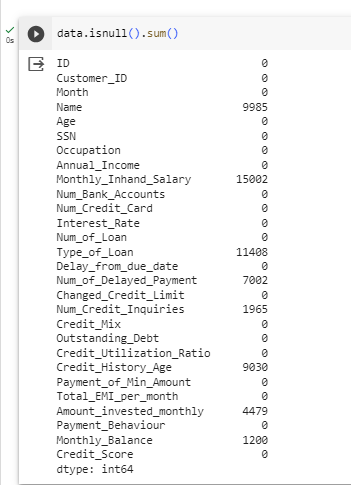 data.isnull().sum()
0s
ID 0
Customer_ID 0
Month 0
Name 9985
Age 0
SSN 0
Occupation 0
Annual_Income 0
Monthly_Inhand_Salary 15002
Num_Bank_Accounts 0
Num_Credit_Card 0
Interest_Rate 0
Num_of_Loan 0
Type_of_Loan 11408
Delay_from_due_date 0
Num_of_Delayed_Payment 7002
Changed_Credit_Limit 0
Num_Credit_Inquiries 1965
Credit_Mix 0
Outstanding_Debt 0
Credit_Utilization_Ratio 0
Credit_History_Age 9030
Payment_of_Min_Amount 0
Total_EMI_per_month 0
Amount_invested_monthly 4479
Payment_Behaviour 0
Monthly_Balance 1200
Credit_Score 0
dtype: int64